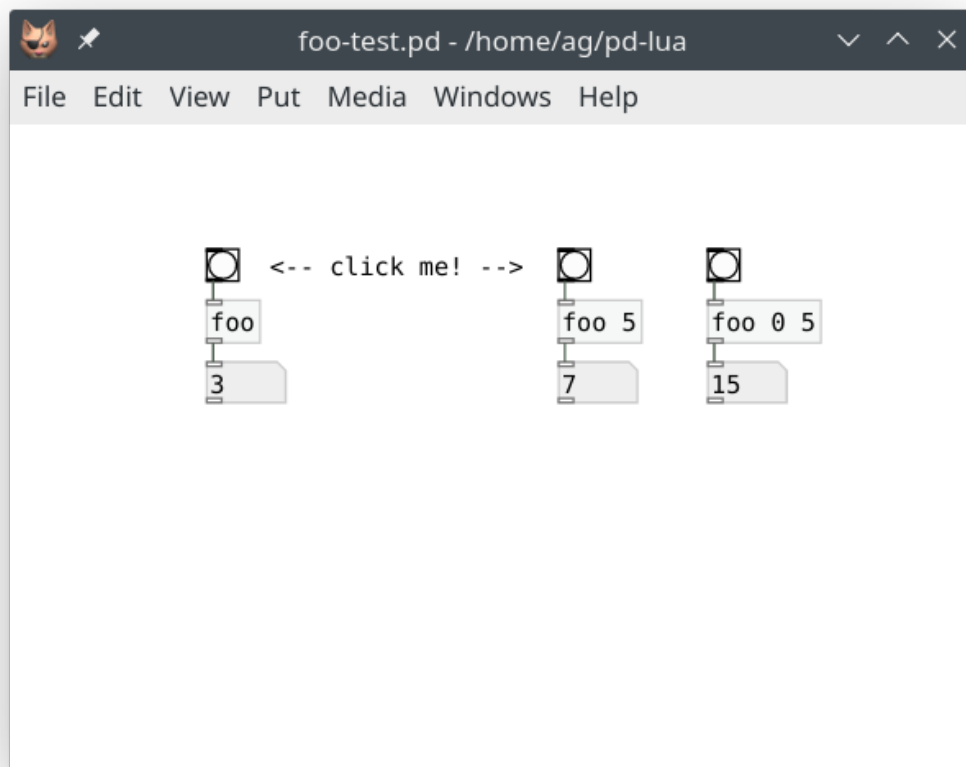 foo-test.pd - /home/ag/pd-lua
File Edit View Put Media Windows Help
<-- click me! -->
foo foo 5 foo 0 5
3 7 15